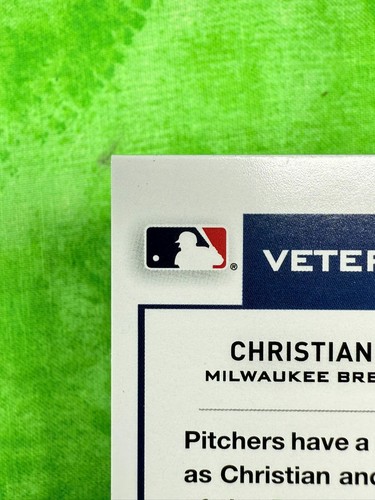 VETER
CHRISTIAN
MILWAUKEE BRE
Pitchers have a
as Christian and